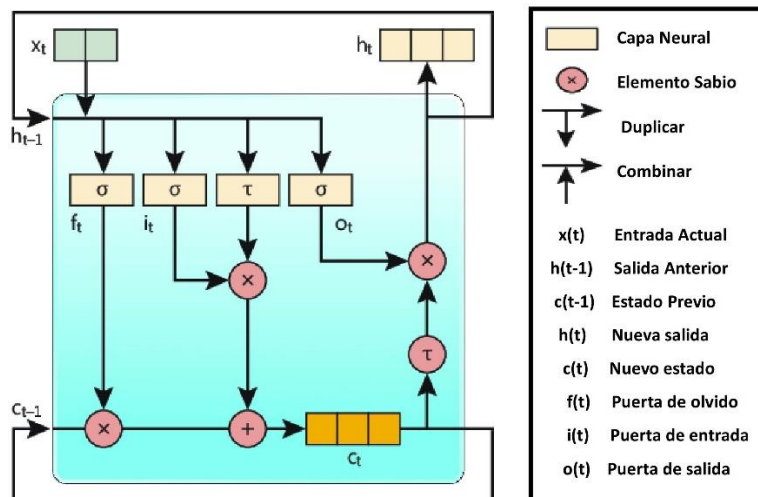 xt
ht
ht–1
σ
σ
τ
σ
ft
it
ot
×
×
τ
ct–1
×
+
ct
Capa Neural
× Elemento Sabio
Duplicar
Combinar
x(t) Entrada Actual
h(t-1) Salida Anterior
c(t-1) Estado Previo
h(t) Nueva salida
c(t) Nuevo estado
f(t) Puerta de olvido
i(t) Puerta de entrada
o(t) Puerta de salida